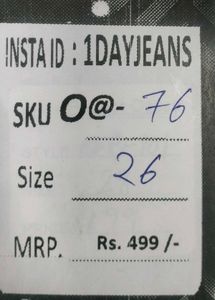 INSTA ID : 1DAYJEANS
SKU O@- 76
Size 26
MRP. Rs. 499 /-